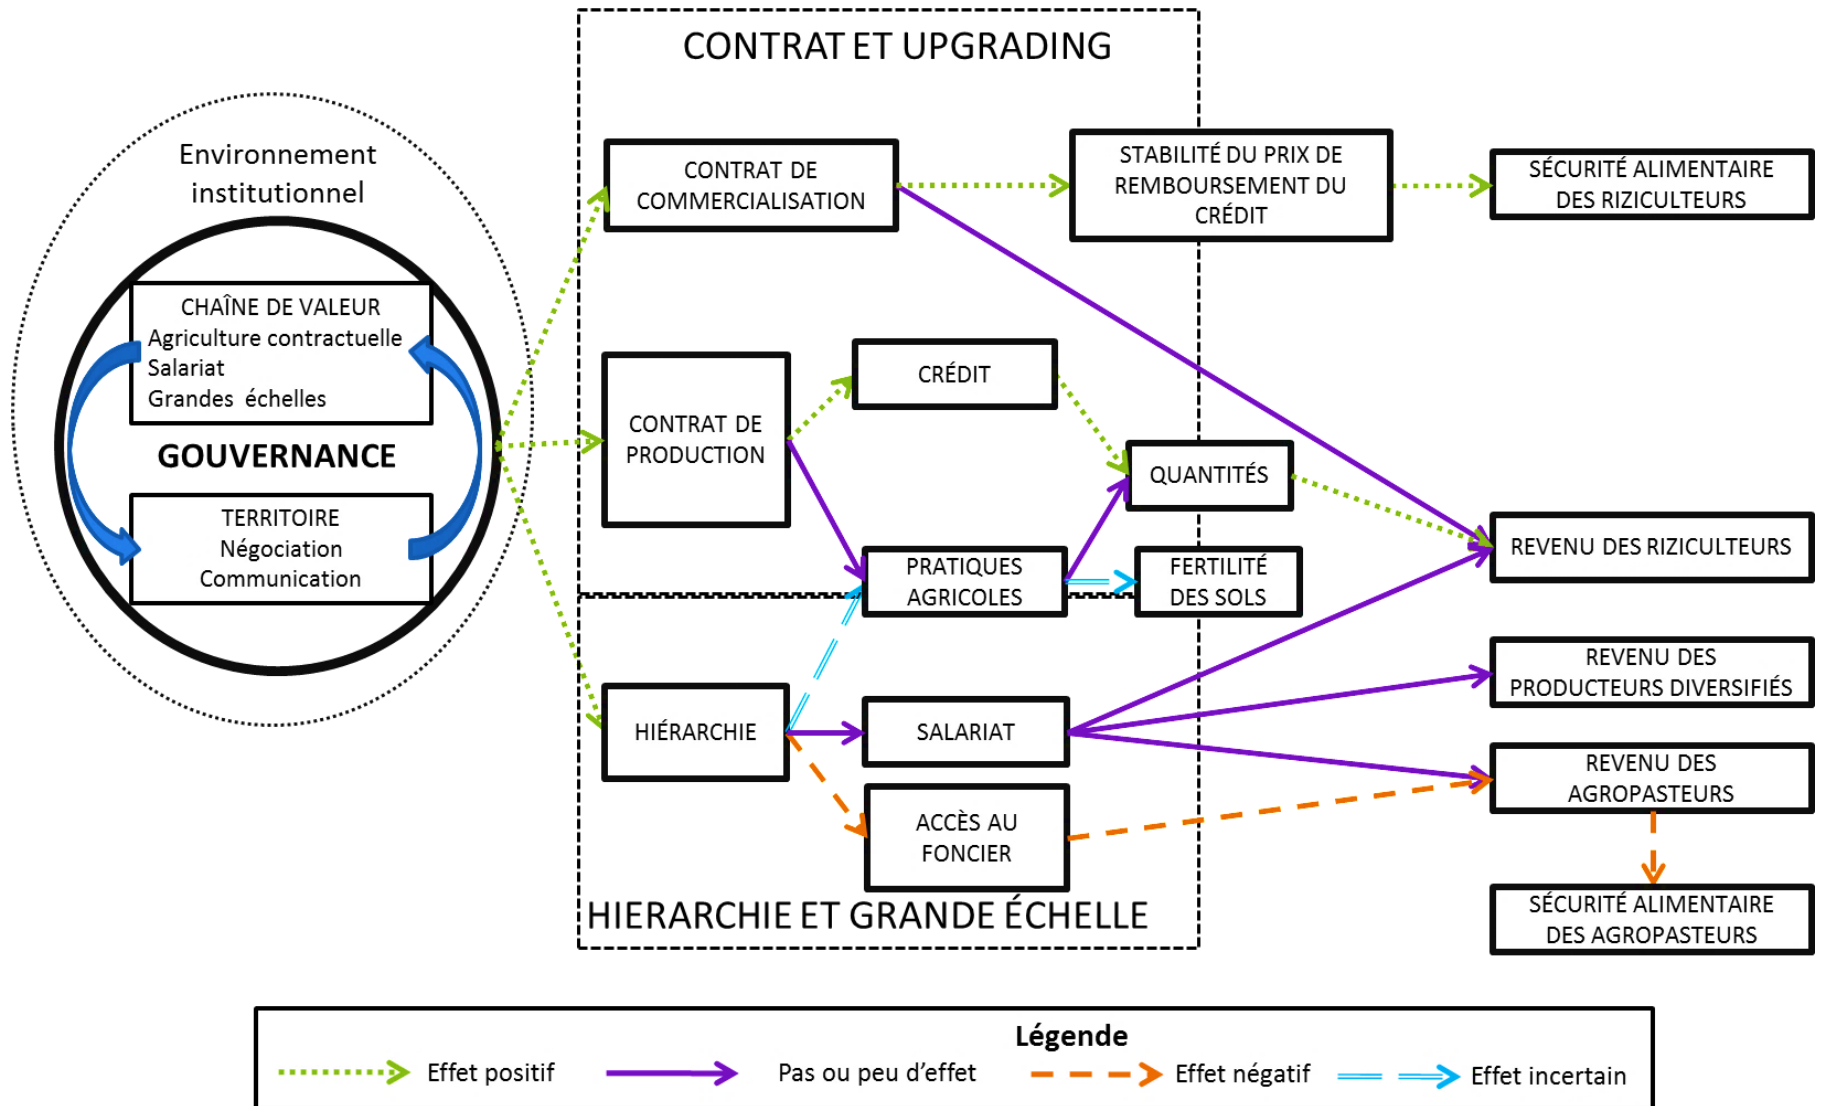 CONTRAT ET UPGRADING
Environnement
institutionnel
CHAÎNE DE VALEUR
Agriculture contractuelle
Salariat
Grandes échelles
GOUVERNANCE
TERRITOIRE
Négociation
Communication
CONTRAT DE
COMMERCIALISATION
STABILITÉ DU PRIX DE
REMBOURSEMENT DU
CRÉDIT
SÉCURITÉ ALIMENTAIRE
DES RIZICULTEURS
CONTRAT DE
PRODUCTION
CRÉDIT
QUANTITÉS
PRATIQUES
AGRICOLES
FERTILITÉ
DES SOLS
REVENU DES RIZICULTEURS
HIÉRARCHIE
SALARIAT
ACCÈS AU
FONCIER
REVENU DES
PRODUCTEURS DIVERSIFIÉS
REVENU DES
AGROPASTEURS
SÉCURITÉ ALIMENTAIRE
DES AGROPASTEURS
HIERARCHIE ET GRANDE ÉCHELLE
Légende
Effet positif
Pas ou peu d'effet
Effet négatif
Effet incertain